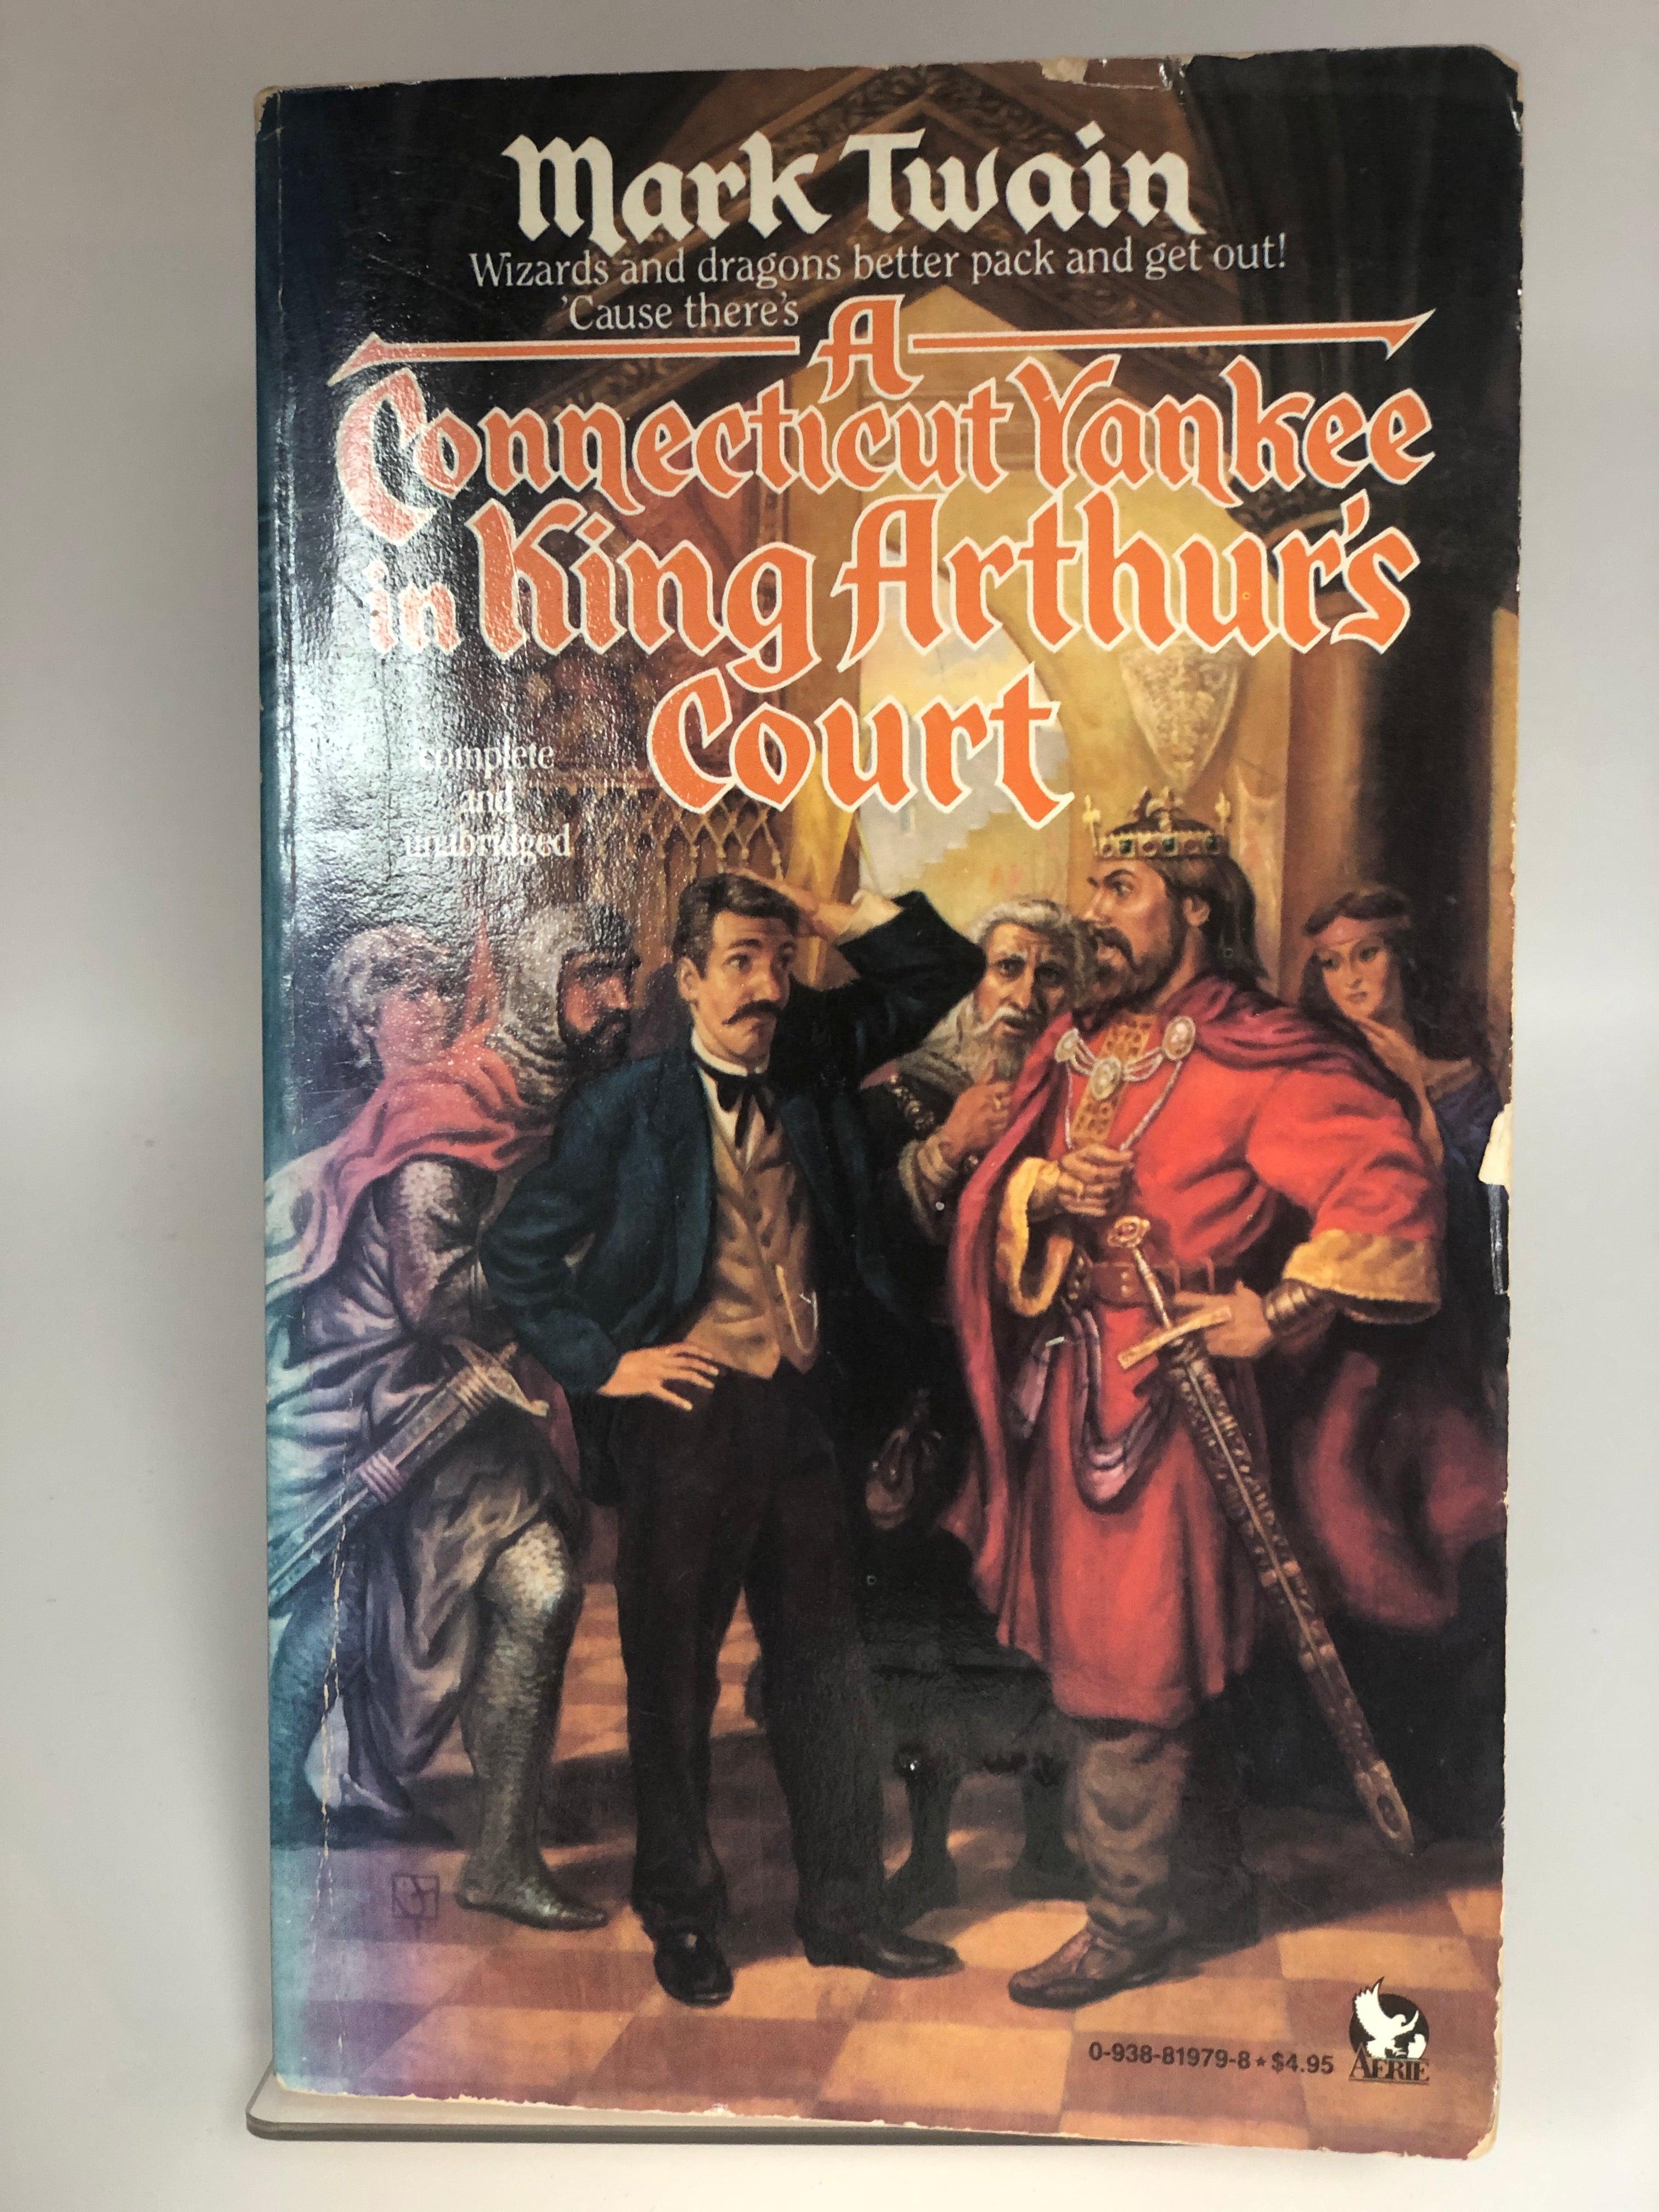 Mark Twain
Wizards and dragons better pack and get out!
'Cause there's
A
Connecticut Yankee
in King Arthur's
Court
complete
and
unabridged
0-938-81979-8 ★ $4.95
AERIE